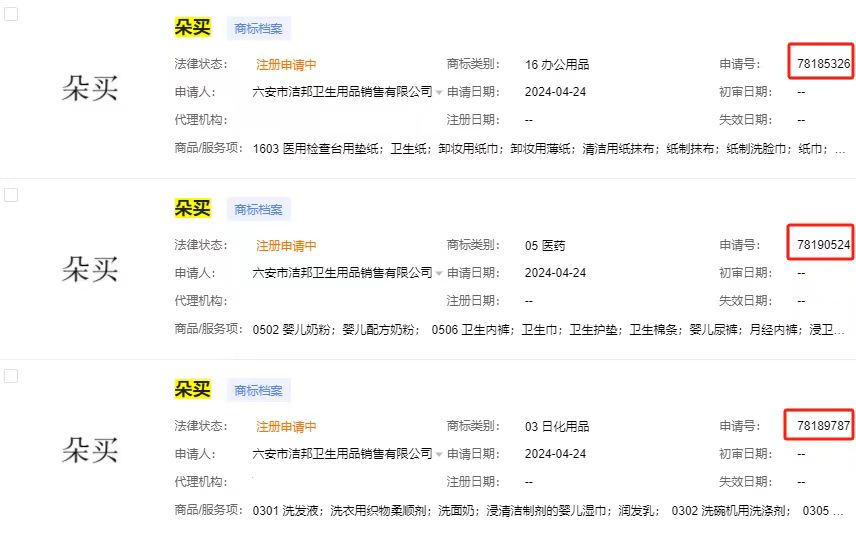 朵买 商标档案
朵买
法律状态： 注册申请中 商标类别： 16 办公用品 申请号： 78185326
申请人： 六安市洁邦卫生用品销售有限公司 申请日期： 2024-04-24 初审日期： --
代理机构： 注册日期： -- 失效日期： --
商品/服务项： 1603 医用检查台用垫纸； 卫生纸； 卸妆用纸巾； 卸妆用薄纸； 清洁用纸抹布； 纸制抹布； 纸制洗脸巾； 纸巾； ...
朵买 商标档案
朵买
法律状态： 注册申请中 商标类别： 05 医药 申请号： 78190524
申请人： 六安市洁邦卫生用品销售有限公司 申请日期： 2024-04-24 初审日期： --
代理机构： 注册日期： -- 失效日期： --
商品/服务项： 0502 婴儿奶粉； 婴儿配方奶粉； 0506 卫生内裤； 卫生巾； 卫生护垫； 卫生棉条； 婴儿尿裤； 月经内裤； 浸卫...
朵买 商标档案
朵买
法律状态： 注册申请中 商标类别： 03 日化用品 申请号： 78189787
申请人： 六安市洁邦卫生用品销售有限公司 申请日期： 2024-04-24 初审日期： --
代理机构： 注册日期： -- 失效日期： --
商品/服务项： 0301 洗发液； 洗衣用织物柔顺剂； 洗面奶； 浸清洁制剂的婴儿湿巾； 润发乳； 0302 洗碗机用洗涤剂； 0305 ...